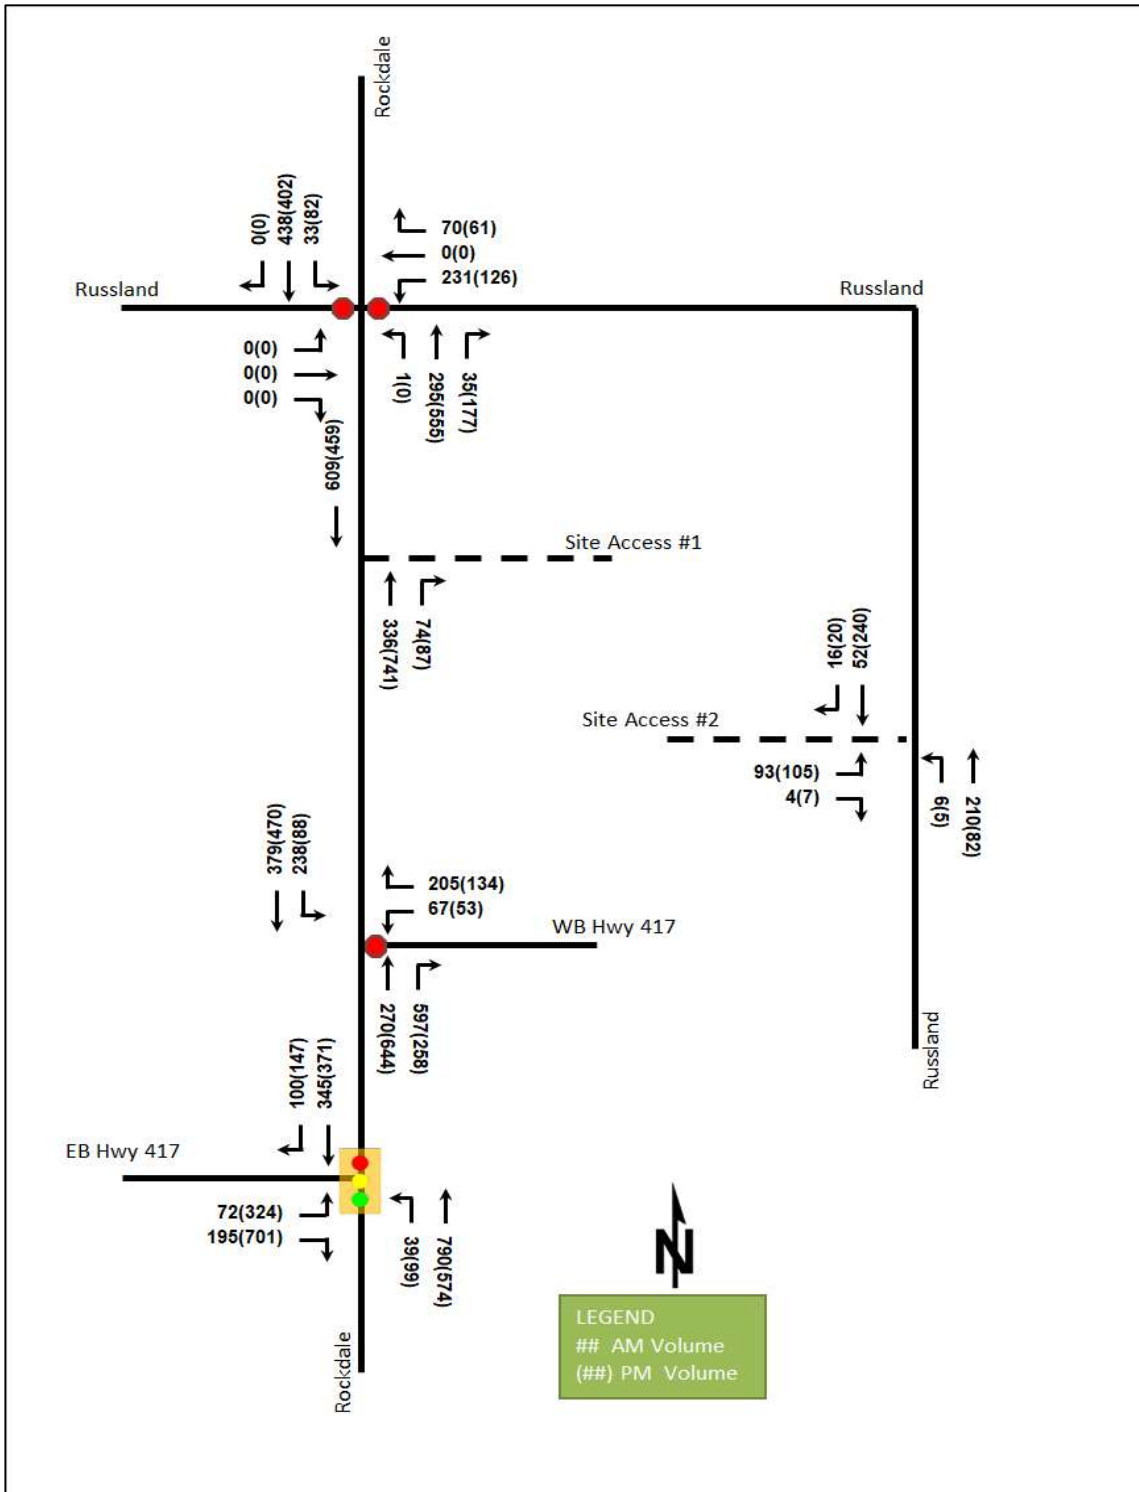 Rockdale
0(0)
438(402)
33(82)
70(61)
0(0)
231(126)
Russland
Russland
0(0)
0(0)
0(0)
1(0)
295(555)
35(177)
609(459)
Site Access #1
336(741)
74(87)
16(20)
52(240)
Site Access #2
93(105)
4(7)
6(5)
210(82)
379(470)
238(88)
205(134)
67(53)
WB Hwy 417
270(644)
597(258)
Russland
100(147)
345(371)
EB Hwy 417
72(324)
195(701)
39(99)
790(574)
N
Rockdale
LEGEND
## AM Volume
(##) PM Volume